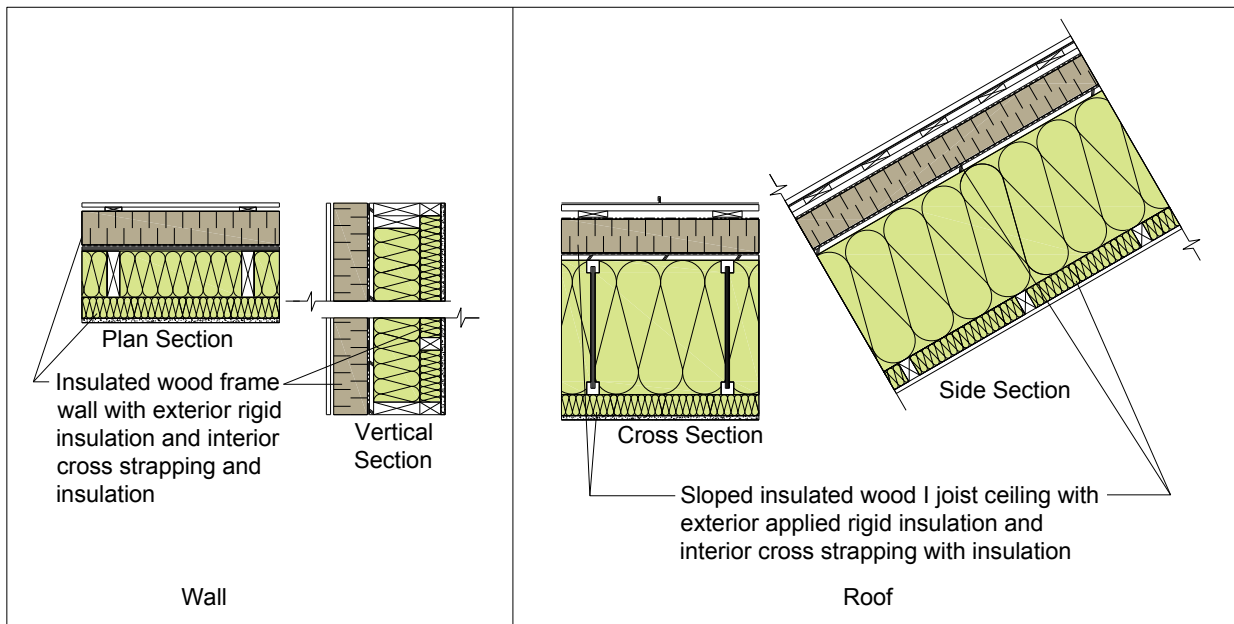 Plan Section
Insulated wood frame
wall with exterior rigid
insulation and interior
cross strapping and
insulation
Vertical
Section
Wall
Cross Section
Side Section
Sloped insulated wood I joist ceiling with
exterior applied rigid insulation and
interior cross strapping with insulation
Roof